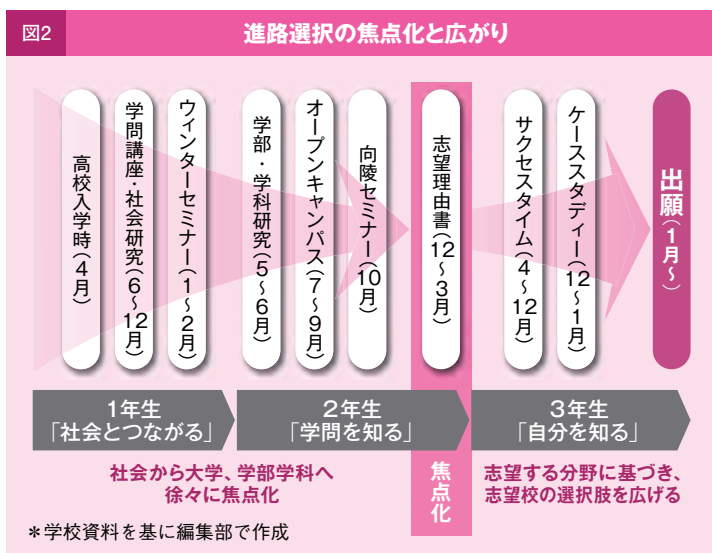 図2
進路選択の焦点化と広がり
高校入学時(4月)
学問講座・社会研究(6〜12月)
ウィンターセミナー(1〜2月)
学部・学科研究(5〜6月)
オープンキャンパス(7〜9月)
向陵セミナー(10月)
志望理由書(12〜3月)
サクセスタイム(4〜12月)
ケーススタディー(12〜1月)
出願(1月〜)
1年生
「社会とつながる」
2年生
「学問を知る」
3年生
「自分を知る」
社会から大学、学部学科へ
徐々に焦点化
焦点化
志望する分野に基づき、
志望校の選択肢を広げる
*学校資料を基に編集部で作成